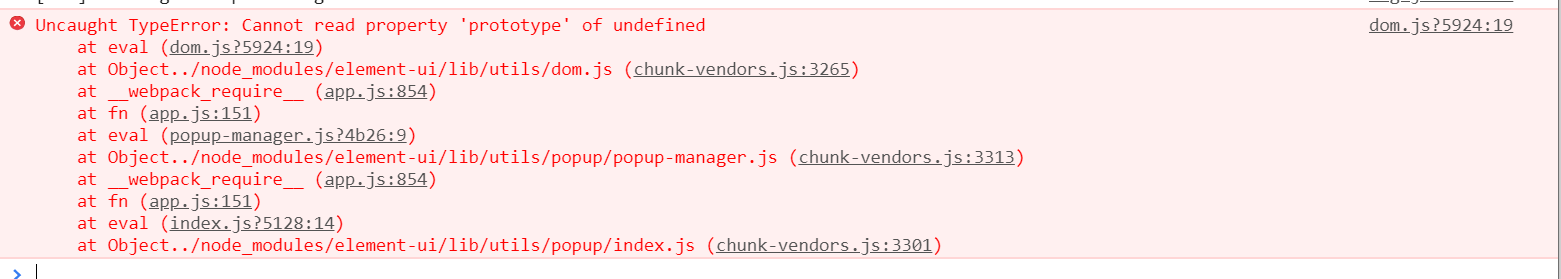 Uncaught TypeError: Cannot read property 'prototype' of undefined dom.js?5924:19
at eval (dom.js?5924:19)
at Object../node_modules/element-ui/lib/utils/dom.js (chunk-vendors.js:3265)
at __webpack_require__ (app.js:854)
at fn (app.js:151)
at eval (popup-manager.js?4b26:9)
at Object../node_modules/element-ui/lib/utils/popup/popup-manager.js (chunk-vendors.js:3313)
at __webpack_require__ (app.js:854)
at fn (app.js:151)
at eval (index.js?5128:14)
at Object../node_modules/element-ui/lib/utils/popup/index.js (chunk-vendors.js:3301)